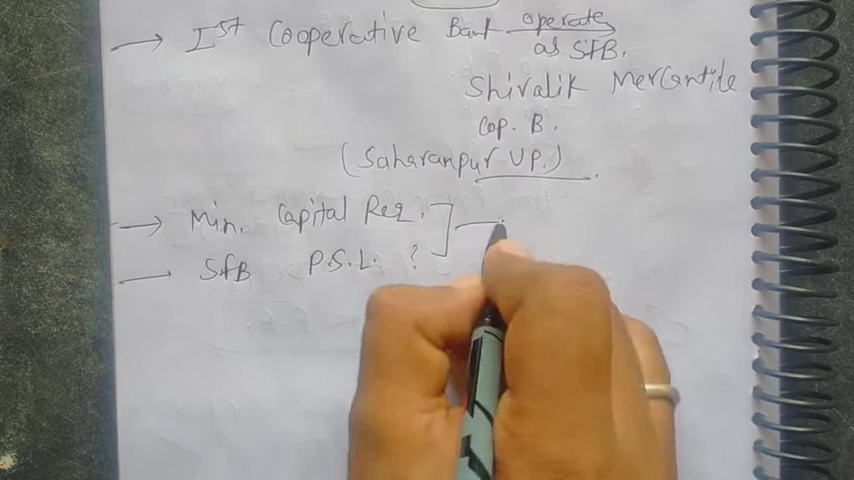 → Ist Cooperative Bank operate
as SFB.
Shivalik Mercantile
Cop. B.
(Saharanpur UP.)
→ Min. Capital Req. ]—
— SFB P.S.L. ?